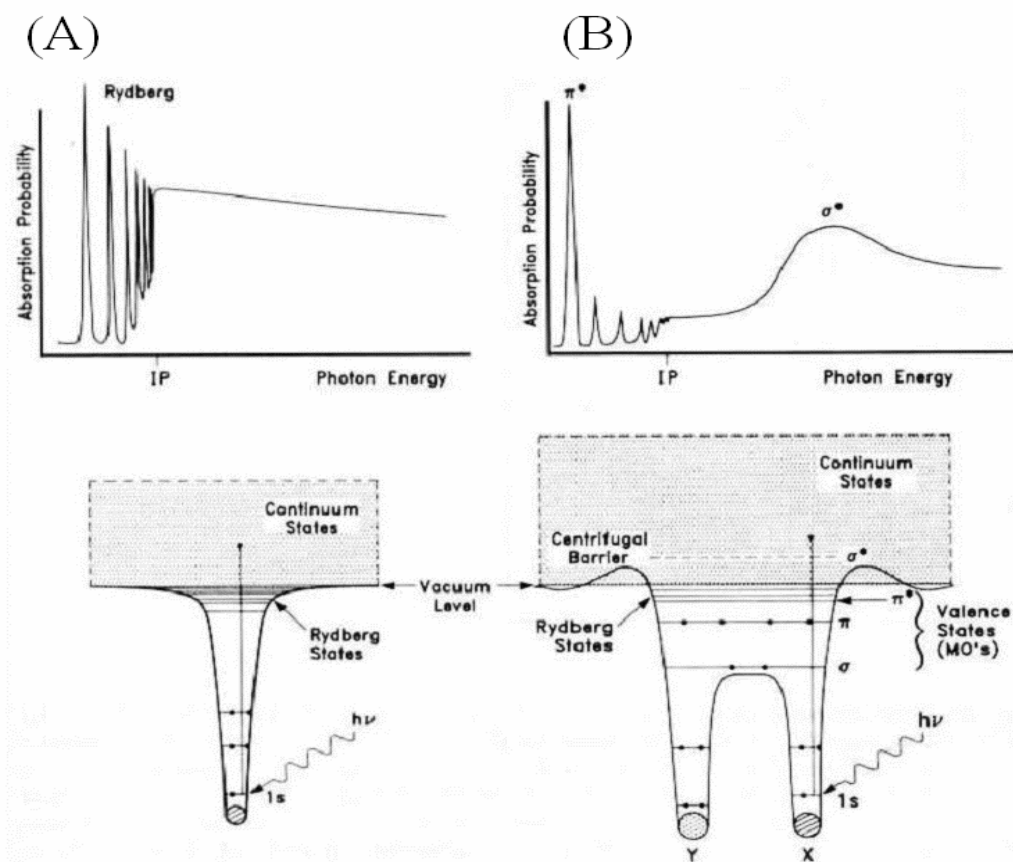 (A)
(B)
Rydberg
Absorption Probability
IP
Photon Energy
π*
σ*
Absorption Probability
IP
Photon Energy
Continuum
States
Vacuum
Level
Rydberg
States
hν
1s
Continuum
States
Centrifugal
Barrier
σ*
π*
Rydberg
States
π
σ
Valence
States
(MO's)
hν
1s
Y
X